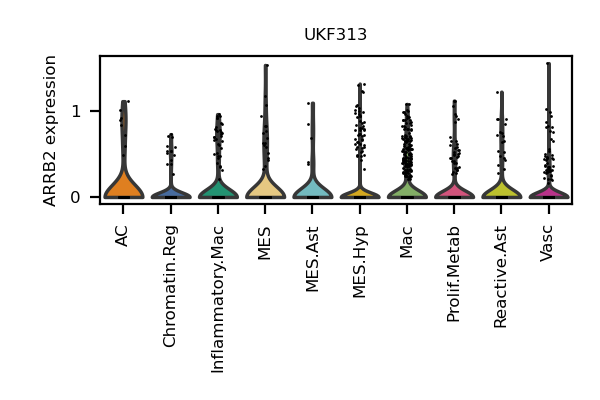 UKF313
ARRB2 expression
1
0
AC
Chromatin.Reg
Inflammatory.Mac
MES
MES.Ast
MES.Hyp
Mac
Prolif.Metab
Reactive.Ast
Vasc